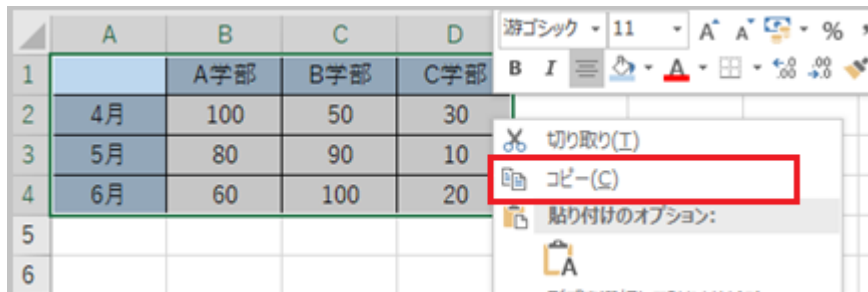 游ゴシック 11 A A %
B I A
A B C D
1 A学部 B学部 C学部
2 4月 100 50 30
3 5月 80 90 10
4 6月 60 100 20
5
6
切り取り(T)
コピー(C)
貼り付けのオプション:
A